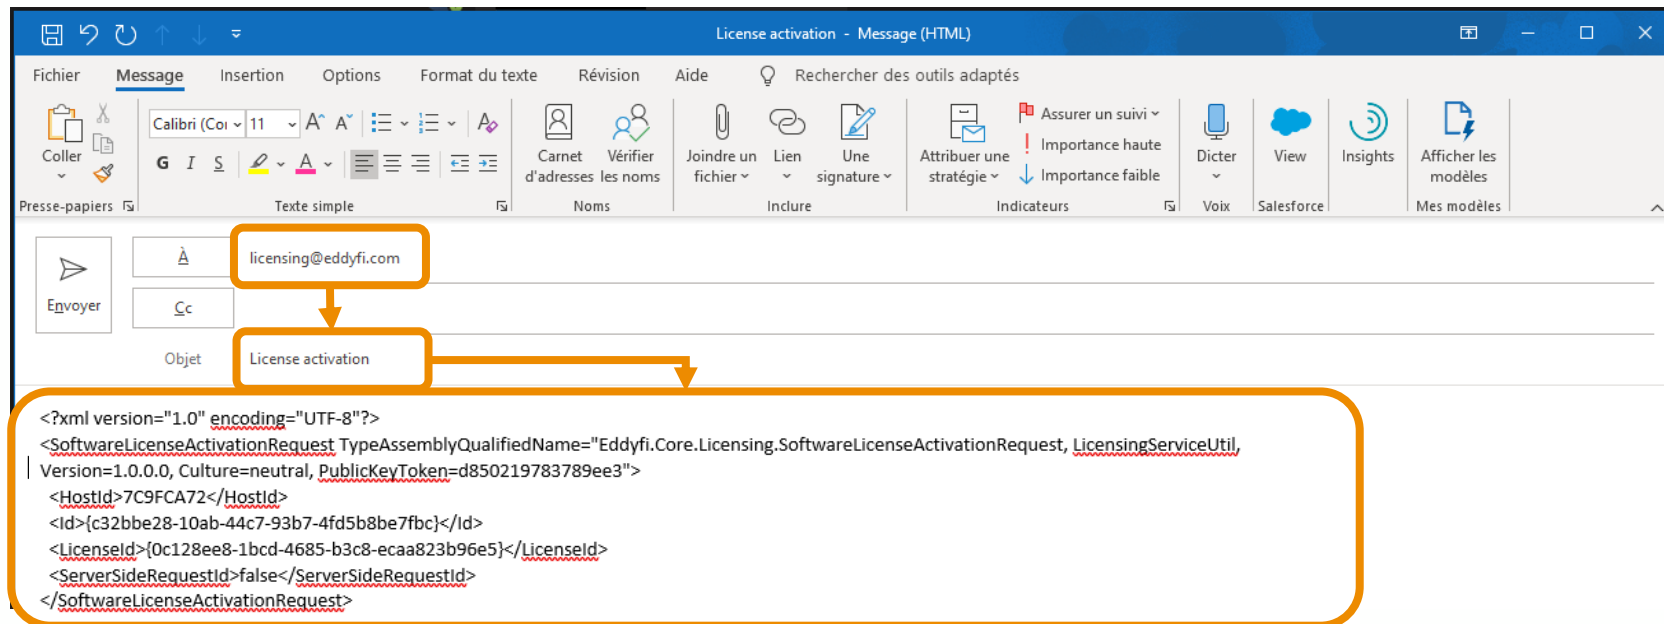 License activation - Message (HTML)
Fichier Message Insertion Options Format du texte Révision Aide Rechercher des outils adaptés
Coller
Presse-papiers
Calibri (Cor 11
G I S
Texte simple
Carnet d'adresses
Vérifier les noms
Noms
Joindre un fichier
Lien
Une signature
Inclure
Attribuer une stratégie
Assurer un suivi
Importance haute
Importance faible
Indicateurs
Dicter
Voix
View
Salesforce
Insights
Afficher les modèles
Mes modèles
Envoyer
À licensing@eddyfi.com
Cc
Objet License activation
<?xml version="1.0" encoding="UTF-8"?>
<SoftwareLicenseActivationRequest TypeAssemblyQualifiedName="Eddyfi.Core.Licensing.SoftwareLicenseActivationRequest, LicensingServiceUtil,
Version=1.0.0.0, Culture=neutral, PublicKeyToken=d850219783789ee3">
<HostId>7C9FCA72</HostId>
<Id>{c32bbe28-10ab-44c7-93b7-4fd5b8be7fbc}</Id>
<LicenseId>{0c128ee8-1bcd-4685-b3c8-ecaa823b96e5}</LicenseId>
<ServerSideRequestId>false</ServerSideRequestId>
</SoftwareLicenseActivationRequest>